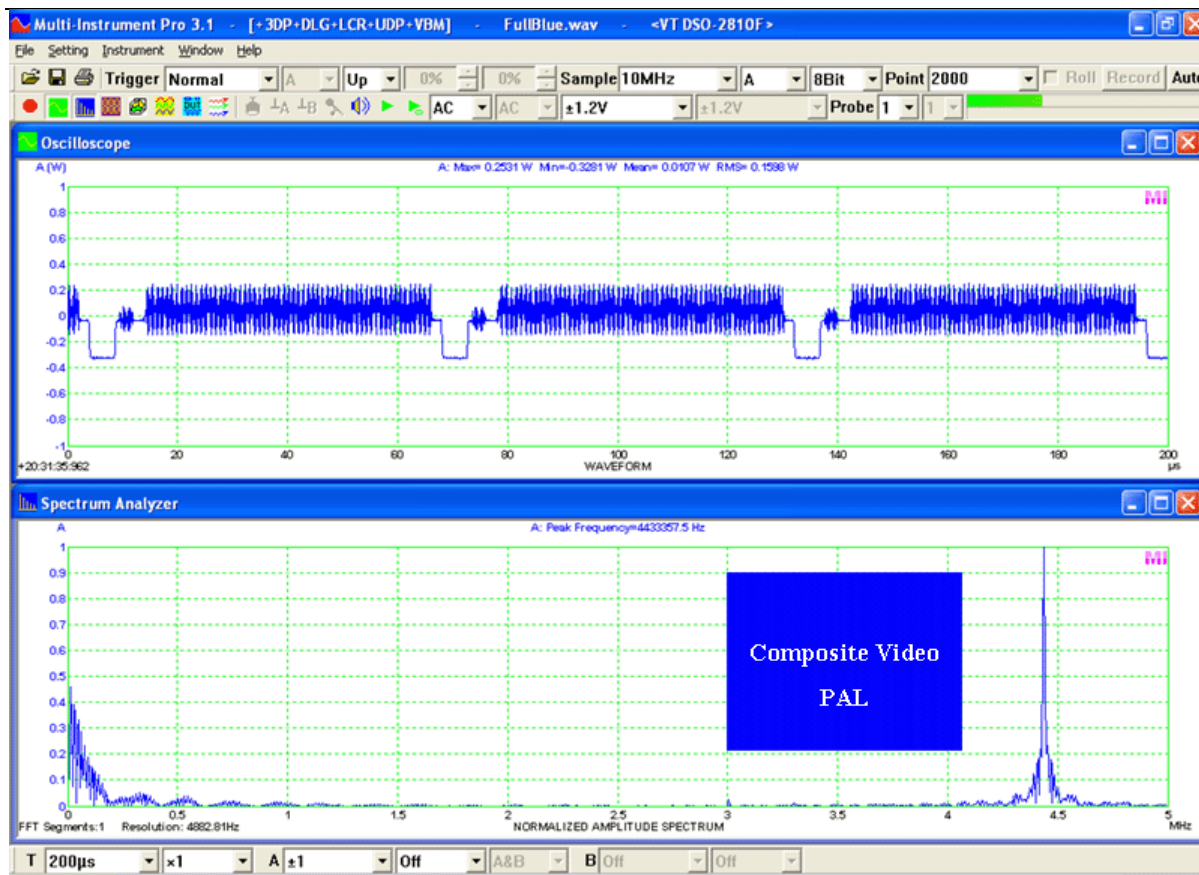 Multi-Instrument Pro 3.1 - [+3DP+DLG+LCR+UDP+VBM] - FullBlue.wav - <VT DSO-2810F>
File Setting Instrument Window Help
Trigger Normal A Up 0% 0% Sample 10MHz A 8Bit Point 2000 Roll Record Auto
AC AC ±1.2V ±1.2V Probe 1 1
Oscilloscope
A (W) A: Max= 0.2531 W Min=-0.3281 W Mean= 0.0107 W RMS= 0.1598 W
1
MI
0.8
0.6
0.4
0.2
0
-0.2
-0.4
-0.6
-0.8
-1
0 20 40 60 80 100 120 140 160 180 200
+20:31:35:962 WAVEFORM µs
Spectrum Analyzer
A A: Peak Frequency=4433357.5 Hz
1
MI
0.9
0.8
0.7
0.6
0.5
0.4
0.3
0.2
0.1
0
Composite Video
PAL
0 0.5 1 1.5 2 2.5 3 3.5 4 4.5 5
FFT Segments:1 Resolution: 4882.81Hz NORMALIZED AMPLITUDE SPECTRUM MHz
T 200µs ×1 A ±1 Off A&B B Off Off